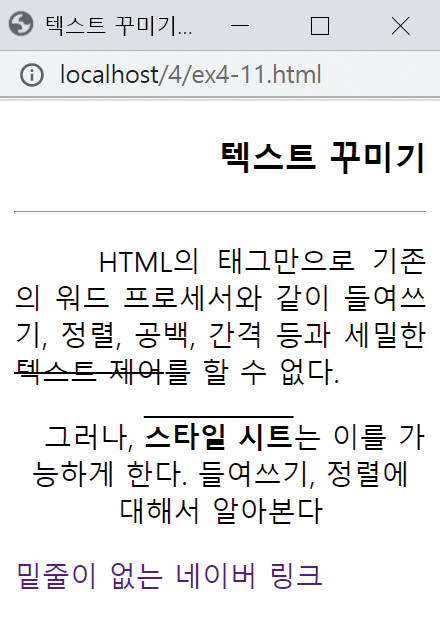 텍스트 꾸미기...
localhost/4/ex4-11.html
텍스트 꾸미기
HTML의 태그만으로 기존
의 워드 프로세서와 같이 들여쓰
기, 정렬, 공백, 간격 등과 세밀한
텍스트 제어를 할 수 없다.
그러나, 스타일 시트는 이를 가
능하게 한다. 들여쓰기, 정렬에
대해서 알아본다
밑줄이 없는 네이버 링크